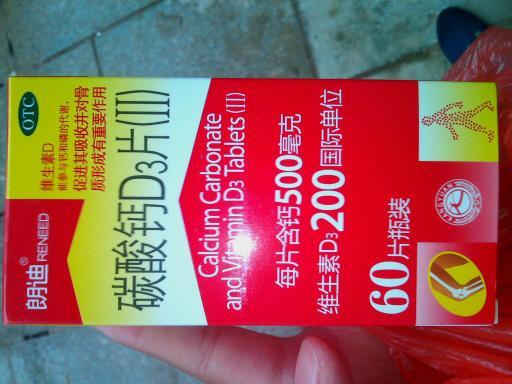 OTC
维生素D
能参与钙和磷的代谢，
促进其吸收并对骨
质形成有重要作用
朗迪®
RENEED
碳酸钙D3片(II)
Calcium Carbonate
and Vitamin D3 Tablets (II)
每片含钙500毫克
维生素D3200国际单位
60片瓶装